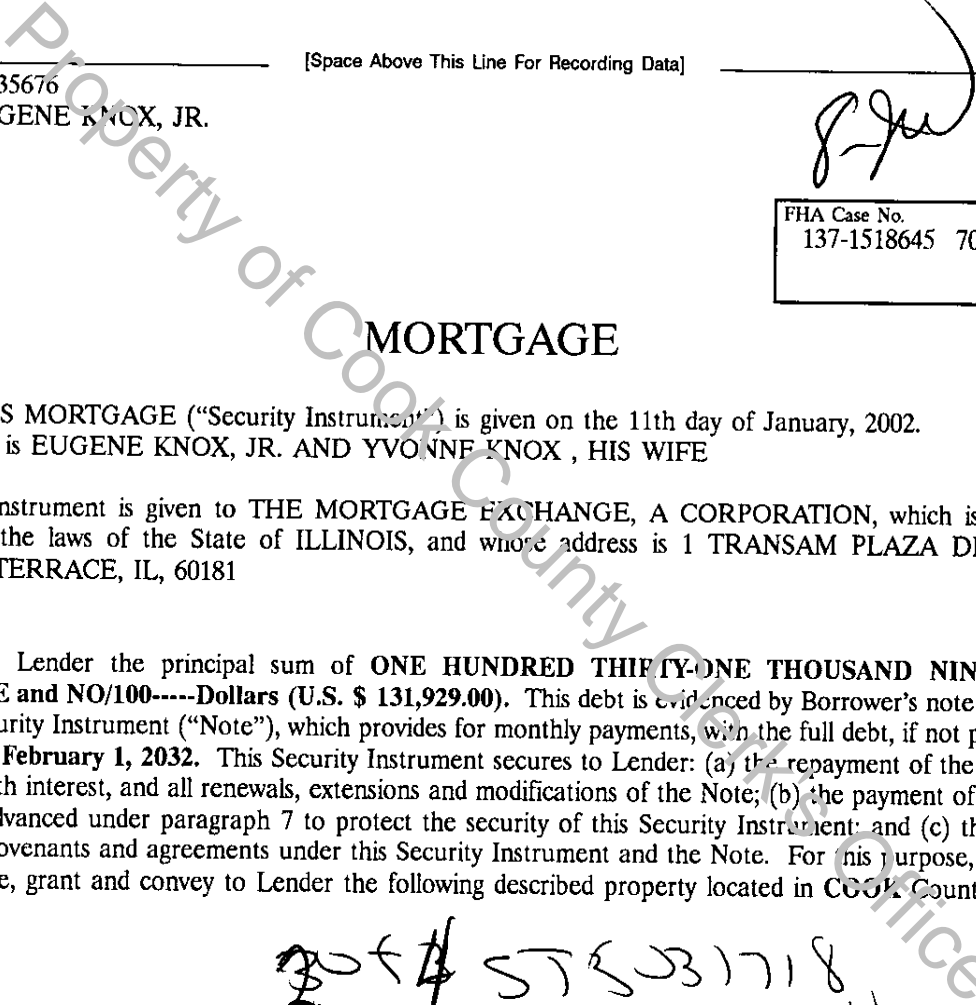 [Space Above This Line For Recording Data]
35676
GENE KNOX, JR.
FHA Case No.
137-1518645 70
MORTGAGE
S MORTGAGE (“Security Instrument”) is given on the 11th day of January, 2002.
is EUGENE KNOX, JR. AND YVONNE KNOX , HIS WIFE
nstrument is given to THE MORTGAGE EXCHANGE, A CORPORATION, which is
the laws of the State of ILLINOIS, and whose address is 1 TRANSAM PLAZA
TERRACE, IL, 60181
Lender the principal sum of ONE HUNDRED THIRTY-ONE THOUSAND NIN
E and NO/100-----Dollars (U.S. $ 131,929.00). This debt is evidenced by Borrower's note
urity Instrument (“Note”), which provides for monthly payments, with the full debt, if not p
February 1, 2032. This Security Instrument secures to Lender: (a) the repayment of the
th interest, and all renewals, extensions and modifications of the Note; (b) the payment of
dvanced under paragraph 7 to protect the security of this Security Instrument; and (c) th
ovenants and agreements under this Security Instrument and the Note. For this purpose,
e, grant and convey to Lender the following described property located in COOK Count
Property of Cook County Clerk's Office